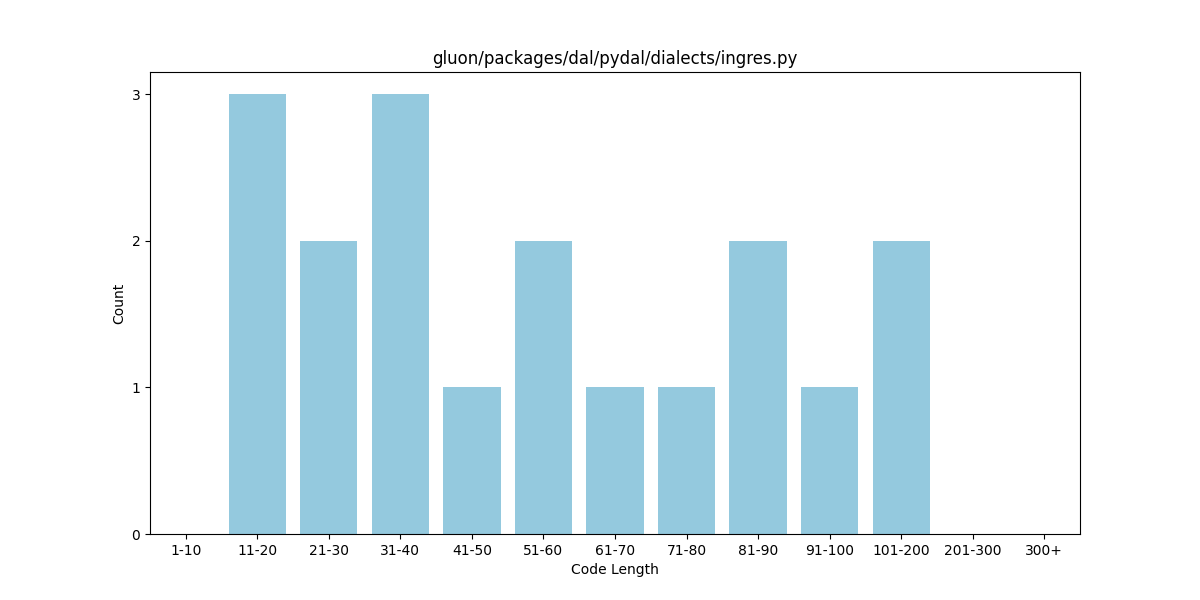 gluon/packages/dal/pydal/dialects/ingres.py
3
2
1
0
Count
1-10 11-20 21-30 31-40 41-50 51-60 61-70 71-80 81-90 91-100 101-200 201-300 300+
Code Length